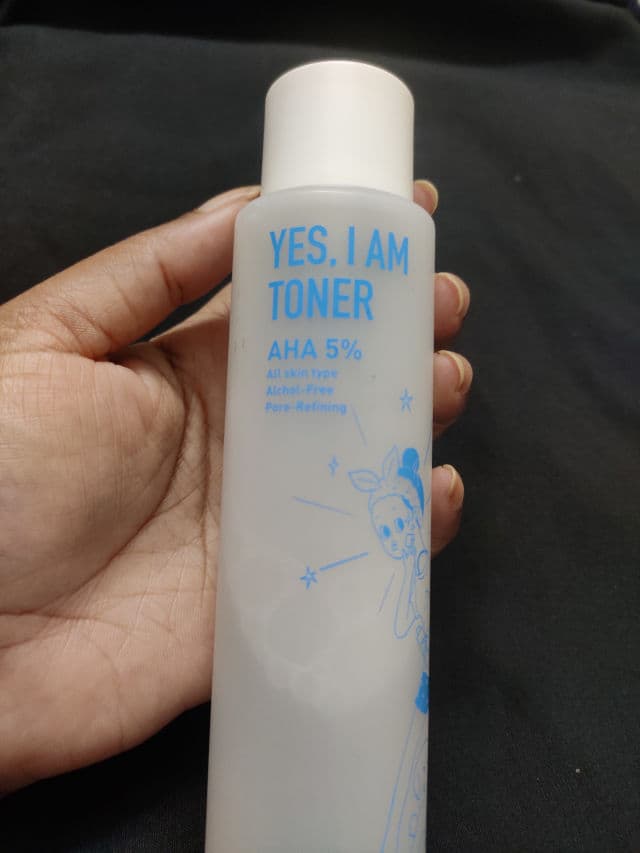 YES, I AM
TONER
AHA 5%
All skin type
Alchol-Free
Pore-Refining